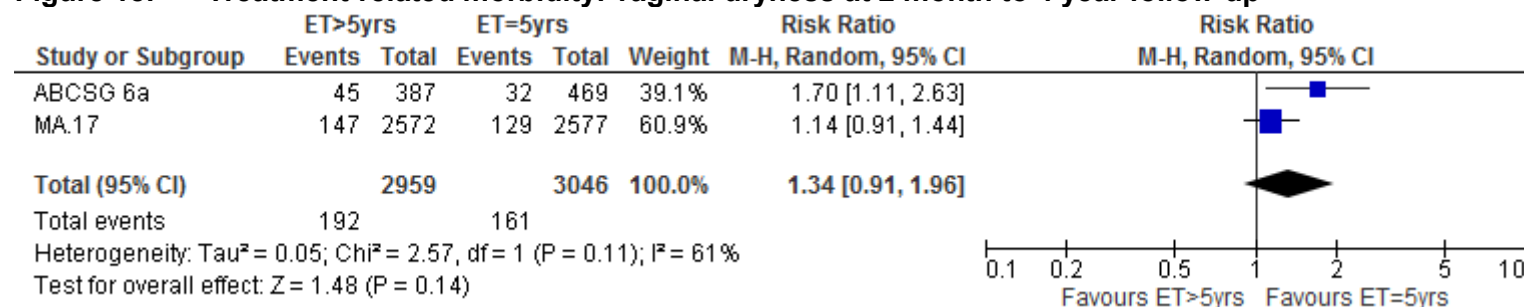 ET>5yrs ET=5yrs Risk Ratio Risk Ratio
Study or Subgroup Events Total Events Total Weight M-H, Random, 95% CI M-H, Random, 95% CI
ABCSG 6a 45 387 32 469 39.1% 1.70 [1.11, 2.63]
MA.17 147 2572 129 2577 60.9% 1.14 [0.91, 1.44]
Total (95% CI) 2959 3046 100.0% 1.34 [0.91, 1.96]
Total events 192 161
Heterogeneity: Tau² = 0.05; Chi² = 2.57, df = 1 (P = 0.11); I² = 61%
Test for overall effect: Z = 1.48 (P = 0.14)
0.1 0.2 0.5 1 2 5 10
Favours ET>5yrs Favours ET=5yrs